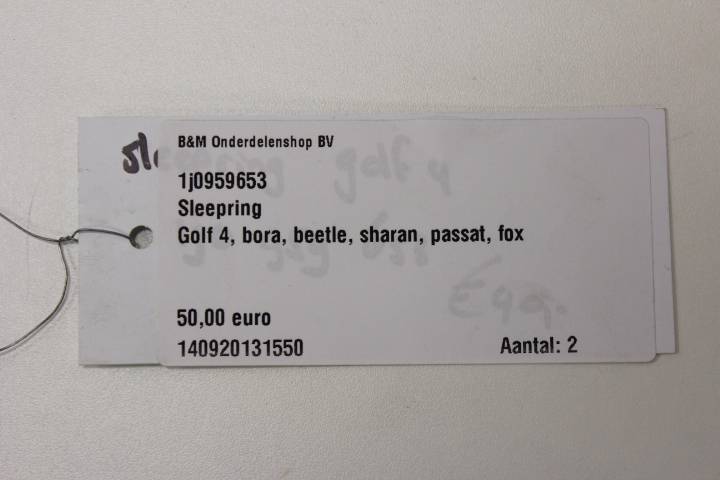 B&M Onderdelenshop BV
1j0959653
Sleepring
Golf 4, bora, beetle, sharan, passat, fox
50,00 euro
140920131550 Aantal: 2